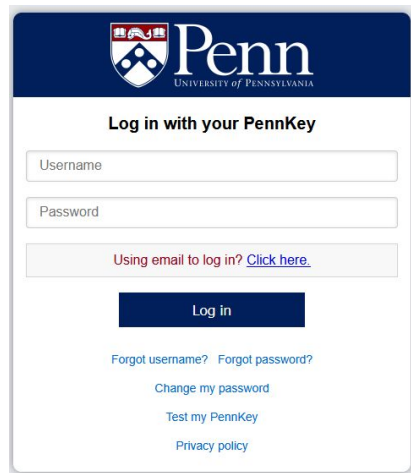 Penn
UNIVERSITY of PENNSYLVANIA
Log in with your PennKey
Username
Password
Using email to log in? Click here.
Log in
Forgot username? Forgot password?
Change my password
Test my PennKey
Privacy policy